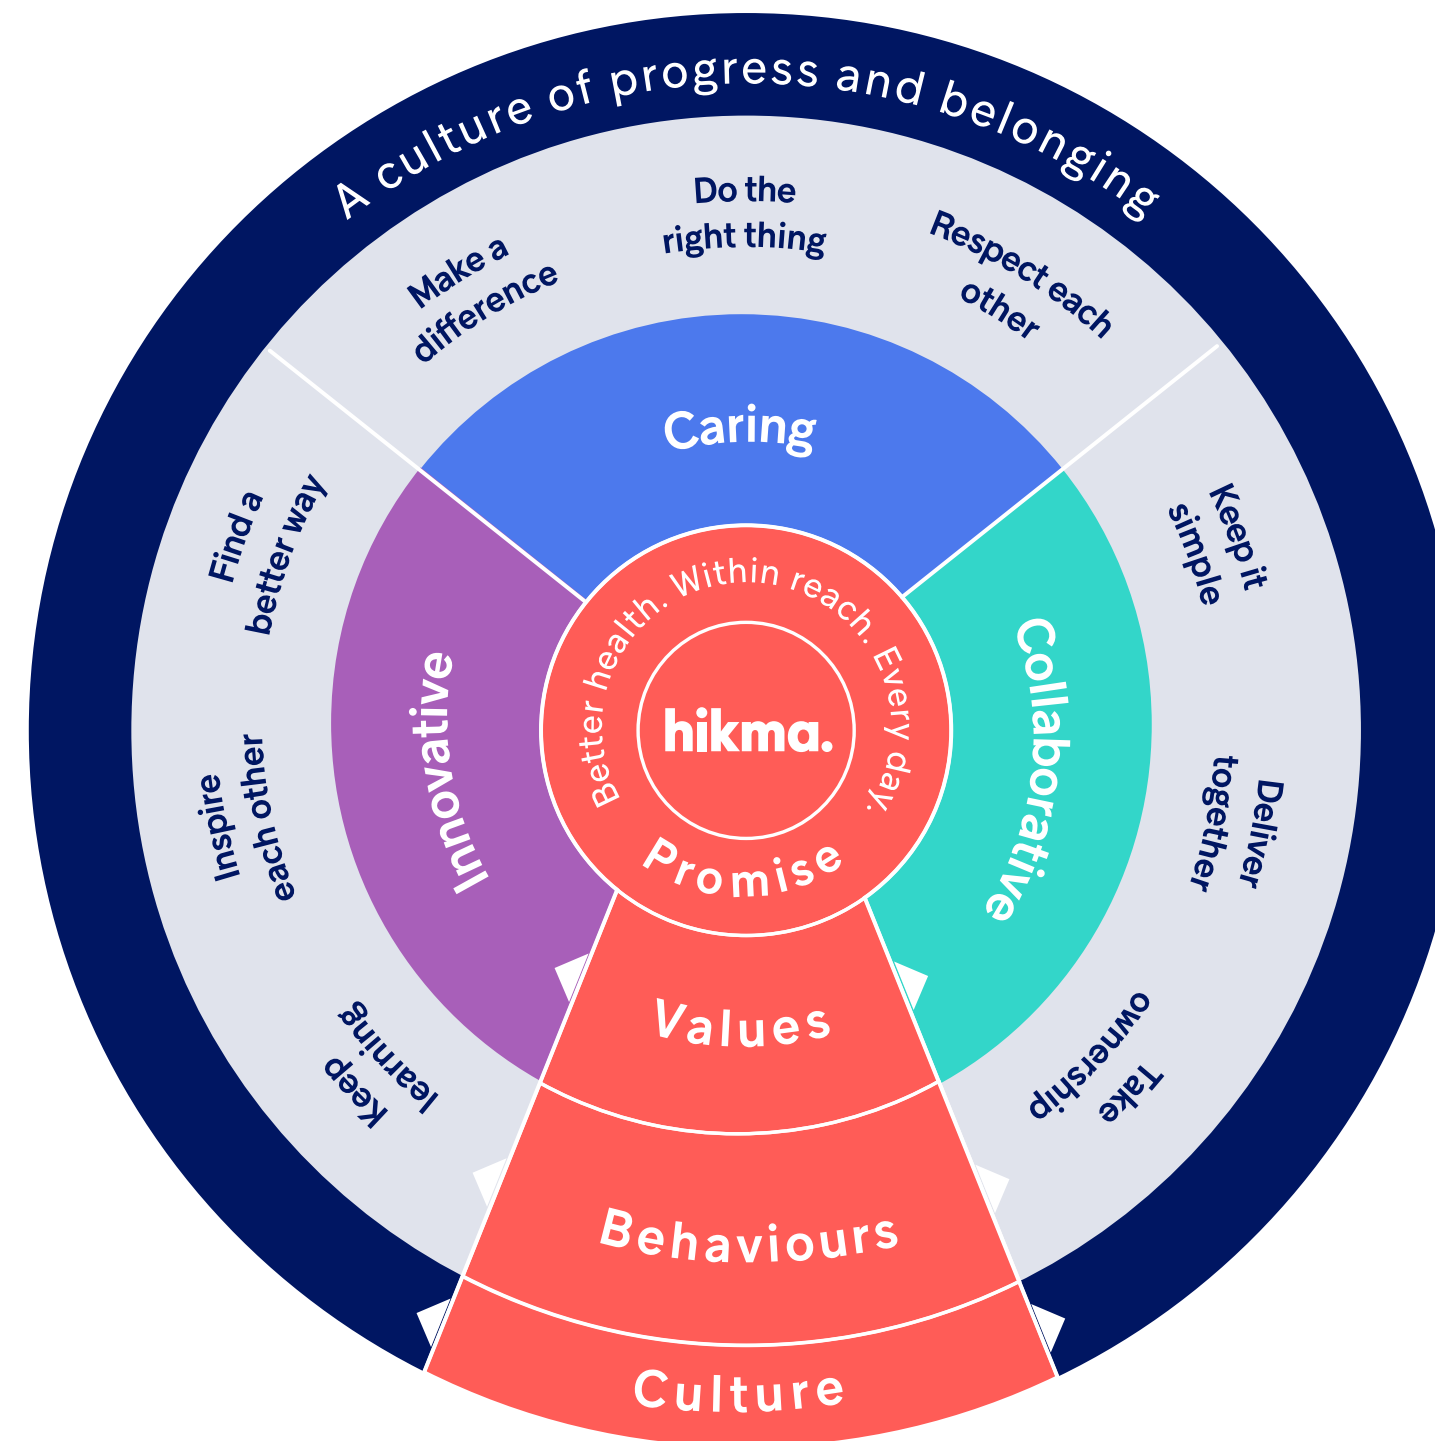 A culture of progress and belonging
Make a
difference
Do the
right thing
Respect each
other
Find a
better way
Keep it
simple
Caring
Innovative
Collaborative
Inspire
each other
Deliver
together
Keep
learning
Take
ownership
Better health. Within reach. Every day.
hikma.
Promise
Values
Behaviours
Culture